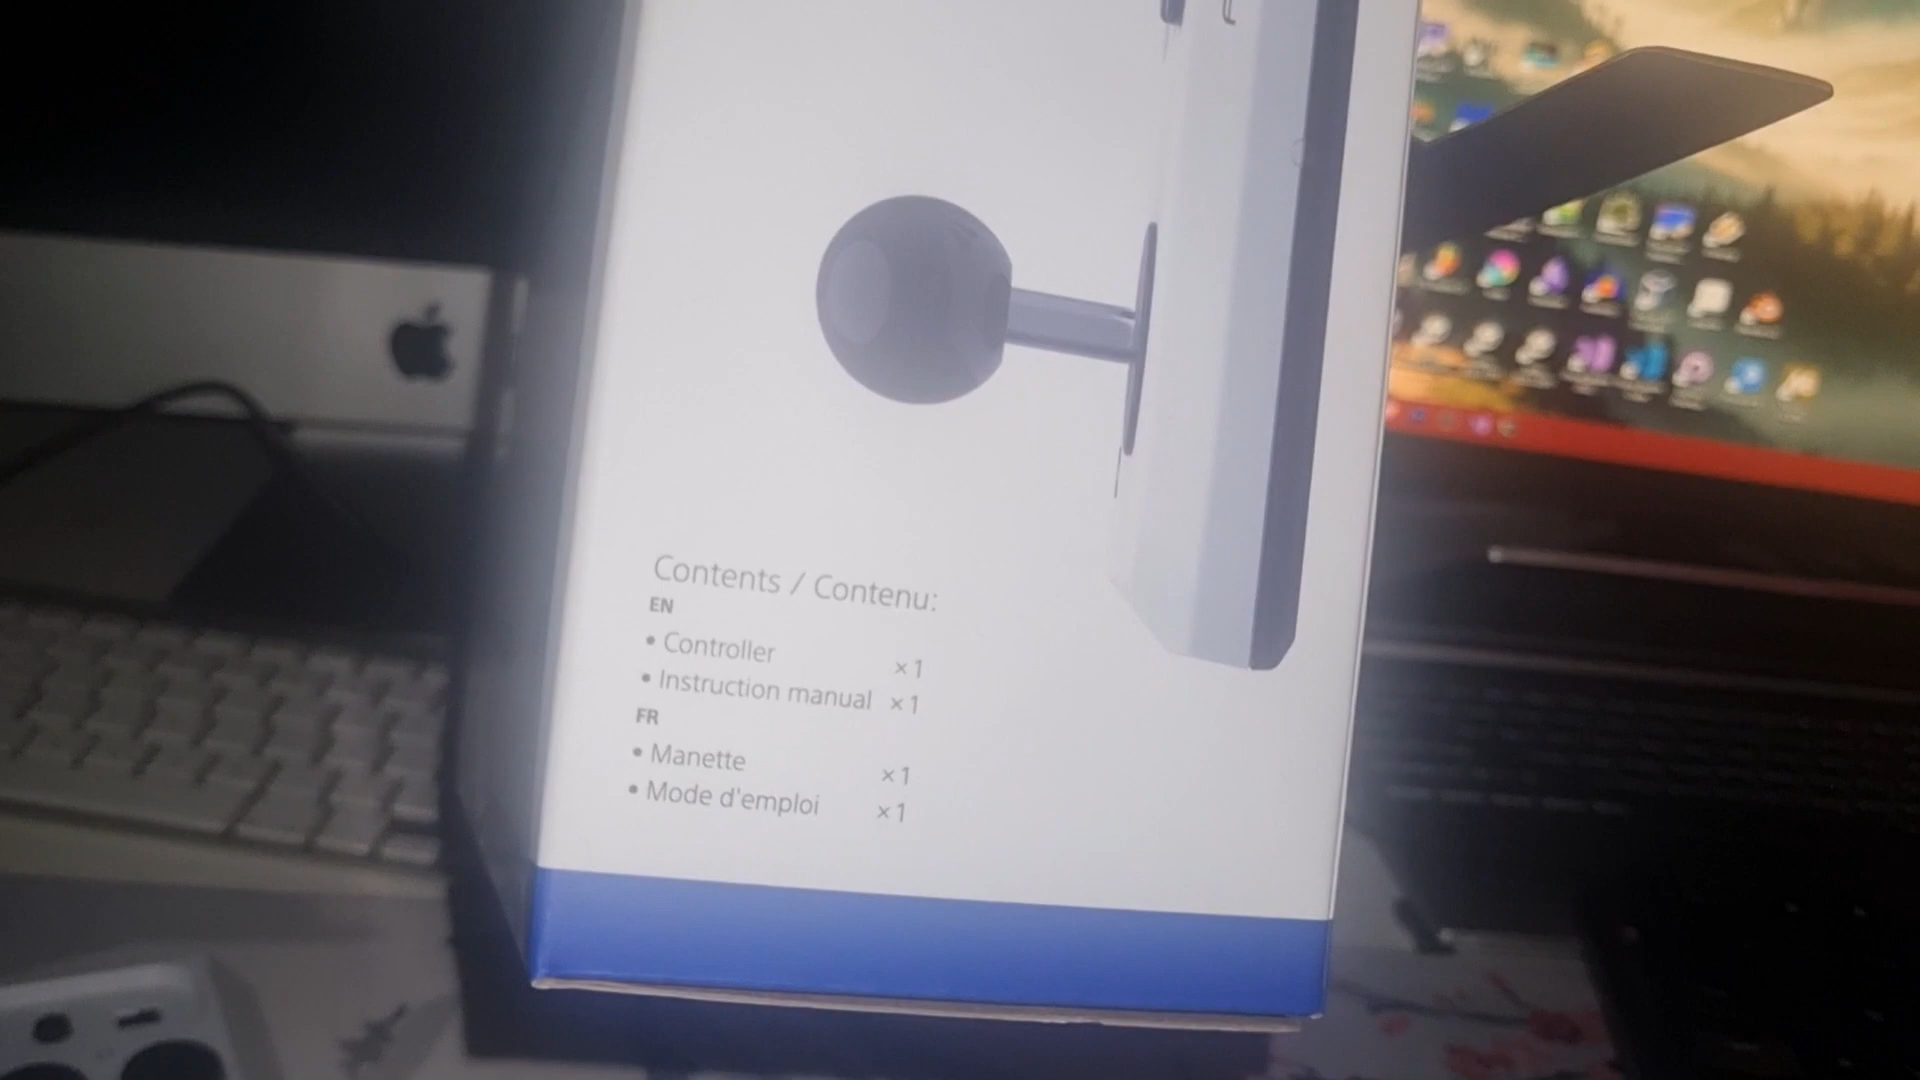 Contents / Contenu:
EN
• Controller ×1
• Instruction manual ×1
FR
• Manette ×1
• Mode d'emploi ×1